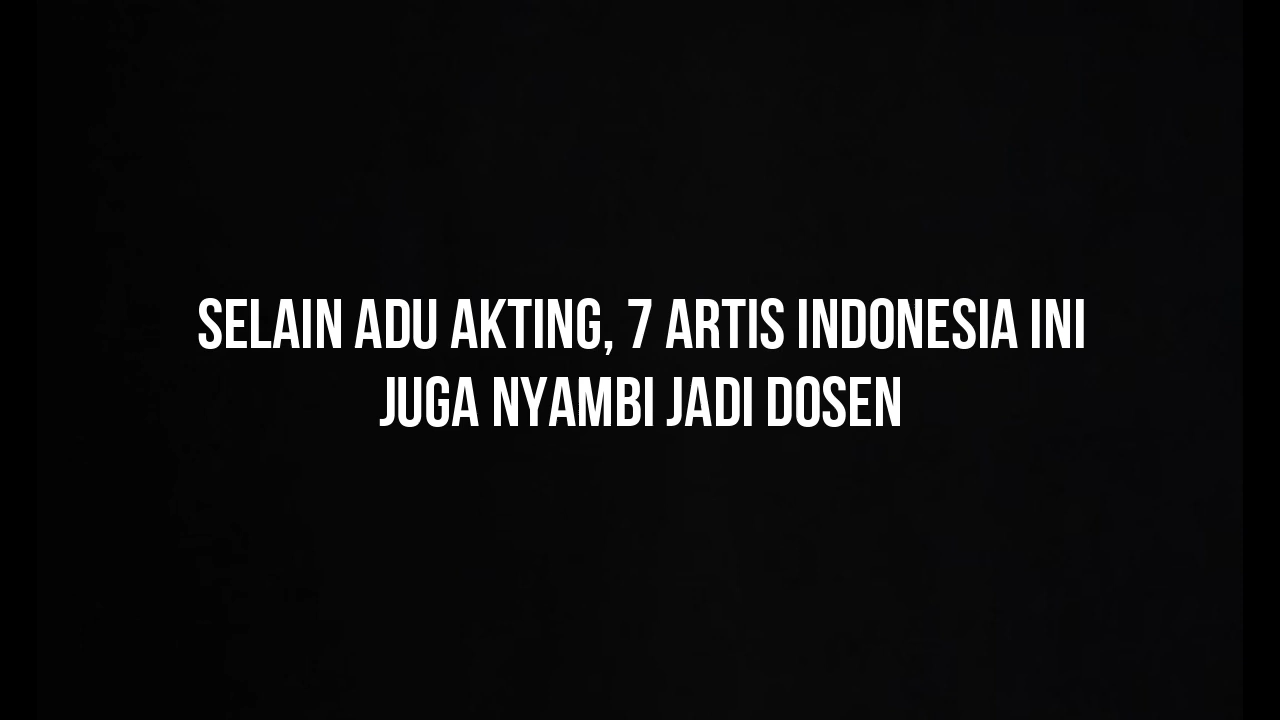 SELAIN ADU AKTING, 7 ARTIS INDONESIA INI
JUGA NYAMBI JADI DOSEN